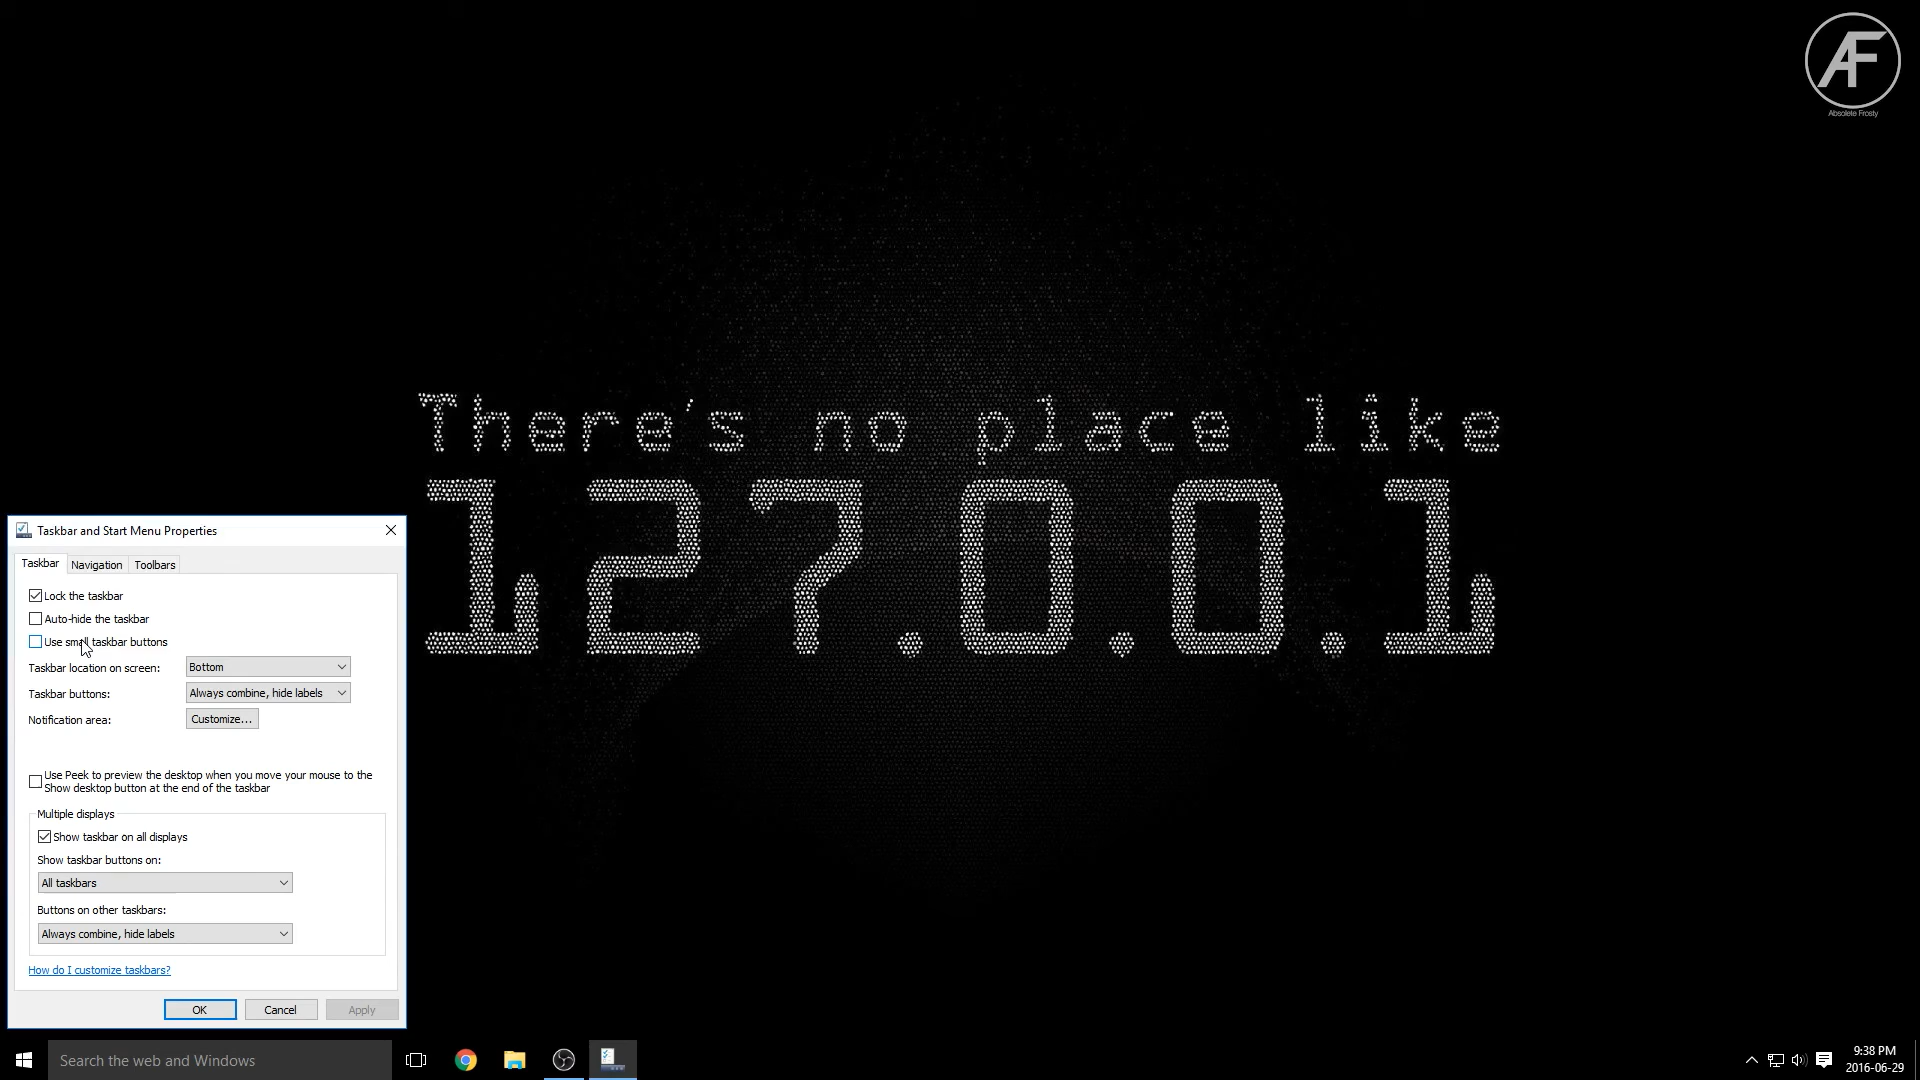 AF
Absolete Frosty
There's no place like
127.0.0.1
Taskbar and Start Menu Properties
Taskbar Navigation Toolbars
Lock the taskbar
Auto-hide the taskbar
Use small taskbar buttons
Taskbar location on screen: Bottom
Taskbar buttons: Always combine, hide labels
Notification area: Customize...
Use Peek to preview the desktop when you move your mouse to the
Show desktop button at the end of the taskbar
Multiple displays
Show taskbar on all displays
Show taskbar buttons on:
All taskbars
Buttons on other taskbars:
Always combine, hide labels
How do I customize taskbars?
OK Cancel Apply
Search the web and Windows
9:38 PM
2016-06-29